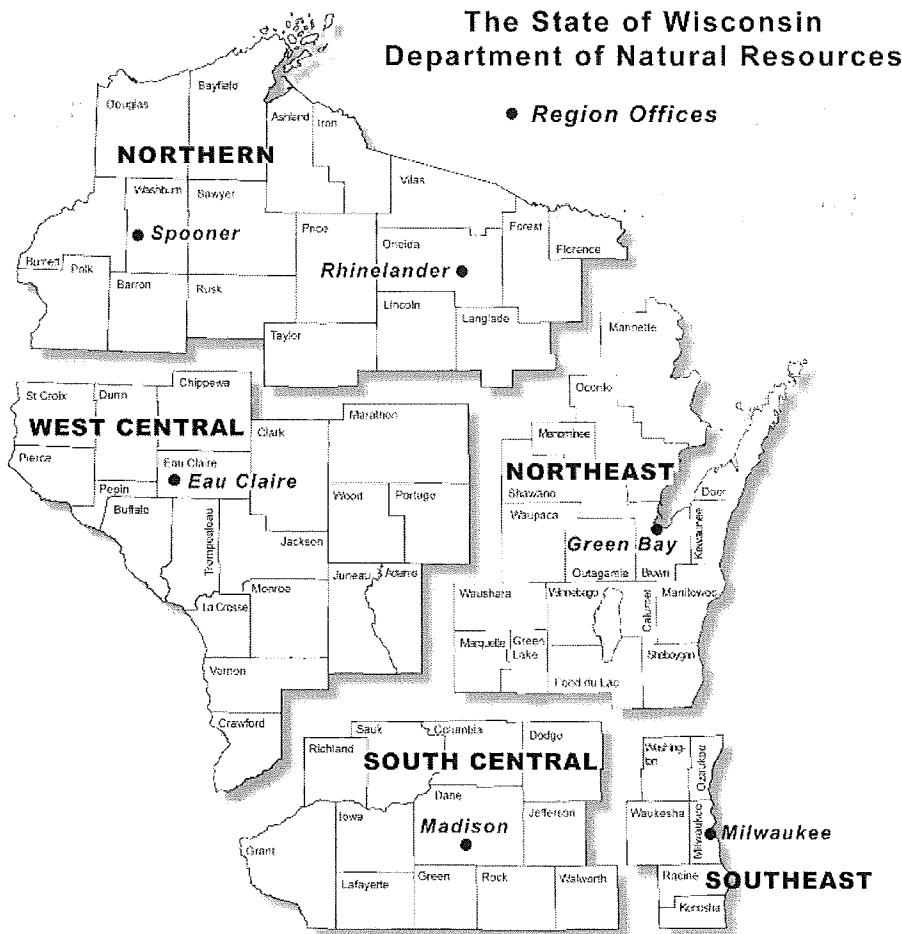 The State of Wisconsin
Department of Natural Resources
Region Offices
Bayfield
Douglas
Ashland
Iron
NORTHERN
Vilas
Washburn
Sawyer
Price
Forest
Spooner
Oneida
Florence
Rhinelander
Burnett
Polk
Barron
Rusk
Lincoln
Langlade
Marinette
Taylor
Chippewa
St Croix
Dunn
Oconto
Marathon
WEST CENTRAL
Clark
Menominee
Pierce
Eau Claire
NORTHEAST
Eau Claire
Pepin
Wood
Portage
Shawano
Door
Buffalo
Waupaca
Kewaunee
Trempealeau
Jackson
Green Bay
Juneau
Adams
Outagamie
Brown
Monroe
Waushara
Winnebago
Calumet
Manitowoc
La Crosse
Marquette
Green
Lake
Sheboygan
Vernon
Fond du Lac
Crawford
Sauk
Columbia
Dodge
Richland
Washing-
ton
Ozaukee
SOUTH CENTRAL
Dane
Iowa
Jefferson
Waukesha
Milwaukee
Madison
Milwaukee
Grant
Lafayette
Green
Rock
Walworth
Racine
SOUTHEAST
Kenosha